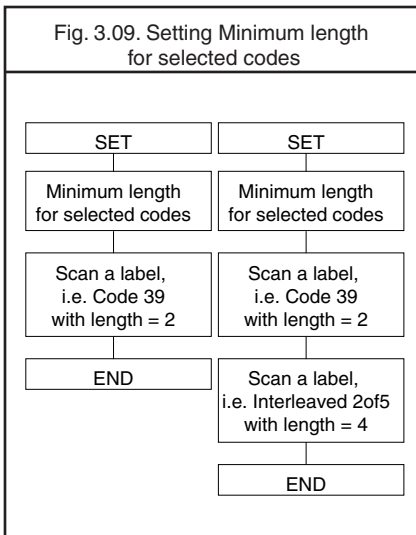 Fig. 3.09. Setting Minimum length
for selected codes
SET
Minimum length
for selected codes
Scan a label,
i.e. Code 39
with length = 2
END
SET
Minimum length
for selected codes
Scan a label,
i.e. Code 39
with length = 2
Scan a label,
i.e. Interleaved 2of5
with length = 4
END